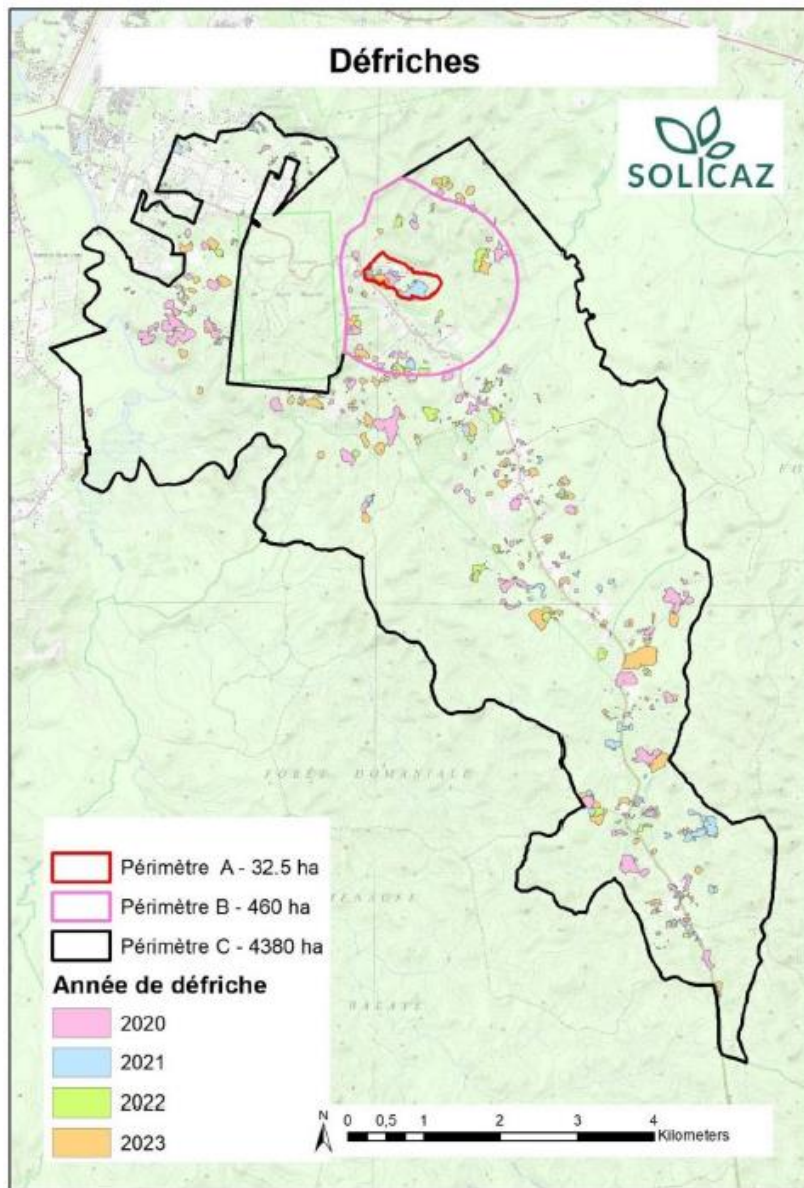 Défriches
SOLICAZ
FORÊT DOMANIALE
Périmètre A - 32.5 ha
Périmètre B - 460 ha
Périmètre C - 4380 ha
Année de défriche
2020
2021
2022
2023
N
0 0,5 1 2 3 4
Kilometers